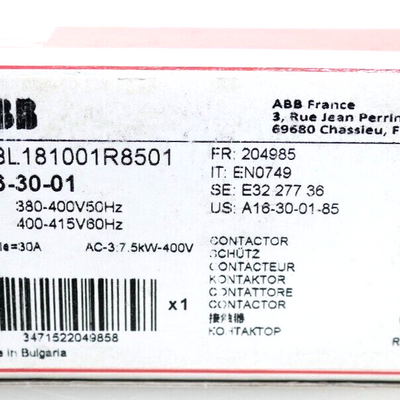 ABB
ABB France
3, Rue Jean Perrin
69680 Chassieu, F
BL181001R8501
6-30-01
380-400V50Hz
400-415V60Hz
Ie=30A AC-3:7.5kW-400V
FR: 204985
IT: EN0749
SE: E32 277 36
US: A16-30-01-85
CONTACTOR
SCHÜTZ
CONTACTEUR
KONTAKTOR
CONTATTORE
CONTACTOR
接触器
КОНТАКТОР
x1
3471522049858
e in Bulgaria